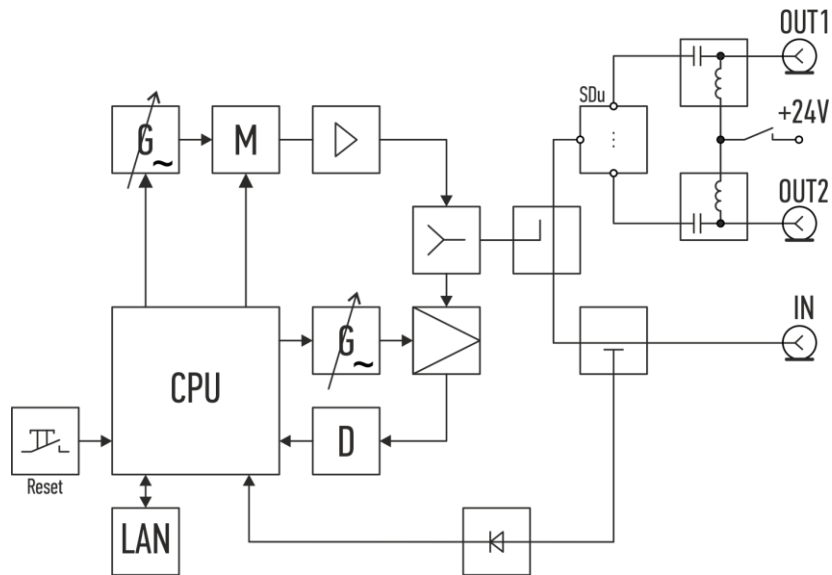 OUT1
SDu
+24V
G
~
M
OUT2
IN
CPU
G
~
D
Reset
LAN